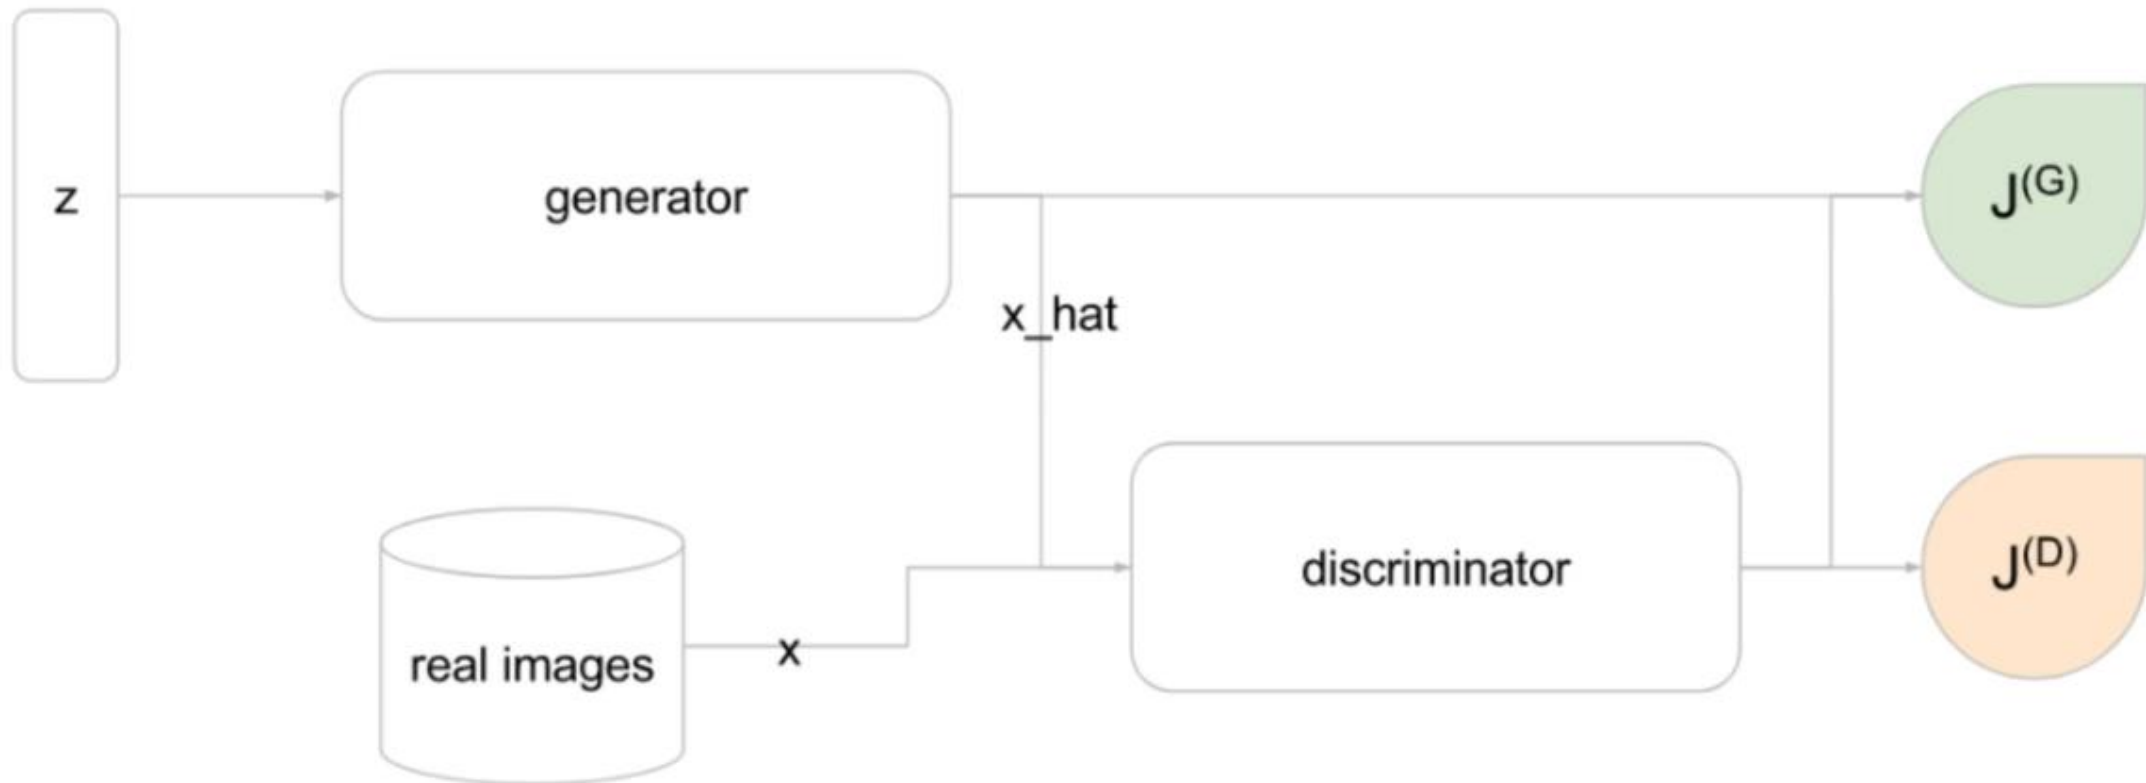 z
generator
J(G)
x_hat
discriminator
J(D)
real images
x